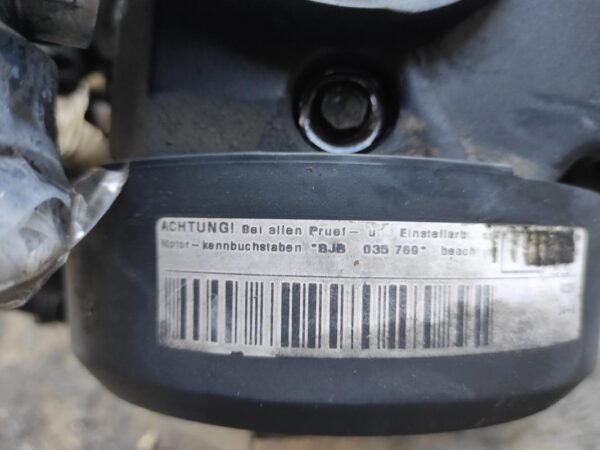 ACHTUNG! Bei allen Pruef- u Einstellarb
Motor-kennbuchstaben "BJB 035 769" beach